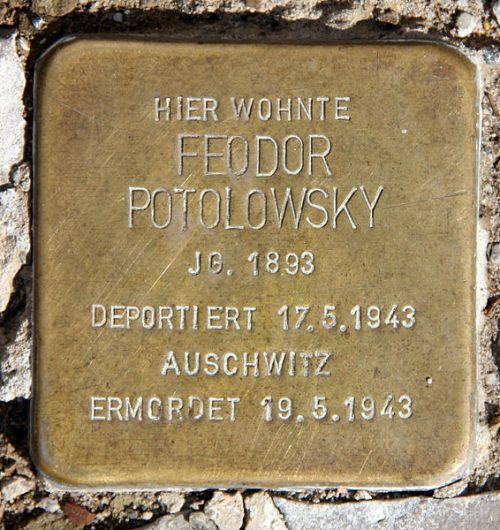 HIER WOHNTE
FEODOR
POTOLOWSKY
JG. 1893
DEPORTIERT 17.5.1943
AUSCHWITZ
ERMORDET 19.5.1943